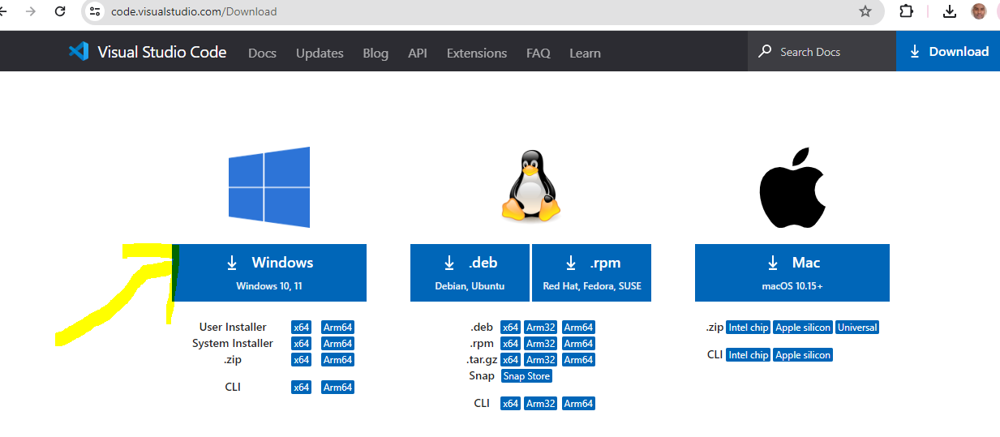 code.visualstudio.com/Download
Visual Studio Code Docs Updates Blog API Extensions FAQ Learn Search Docs Download
Windows
Windows 10, 11
User Installer x64 Arm64
System Installer x64 Arm64
.zip x64 Arm64
CLI x64 Arm64
.deb
Debian, Ubuntu
.rpm
Red Hat, Fedora, SUSE
.deb x64 Arm32 Arm64
.rpm x64 Arm32 Arm64
.tar.gz x64 Arm32 Arm64
Snap Snap Store
CLI x64 Arm32 Arm64
Mac
macOS 10.15+
.zip Intel chip Apple silicon Universal
CLI Intel chip Apple silicon